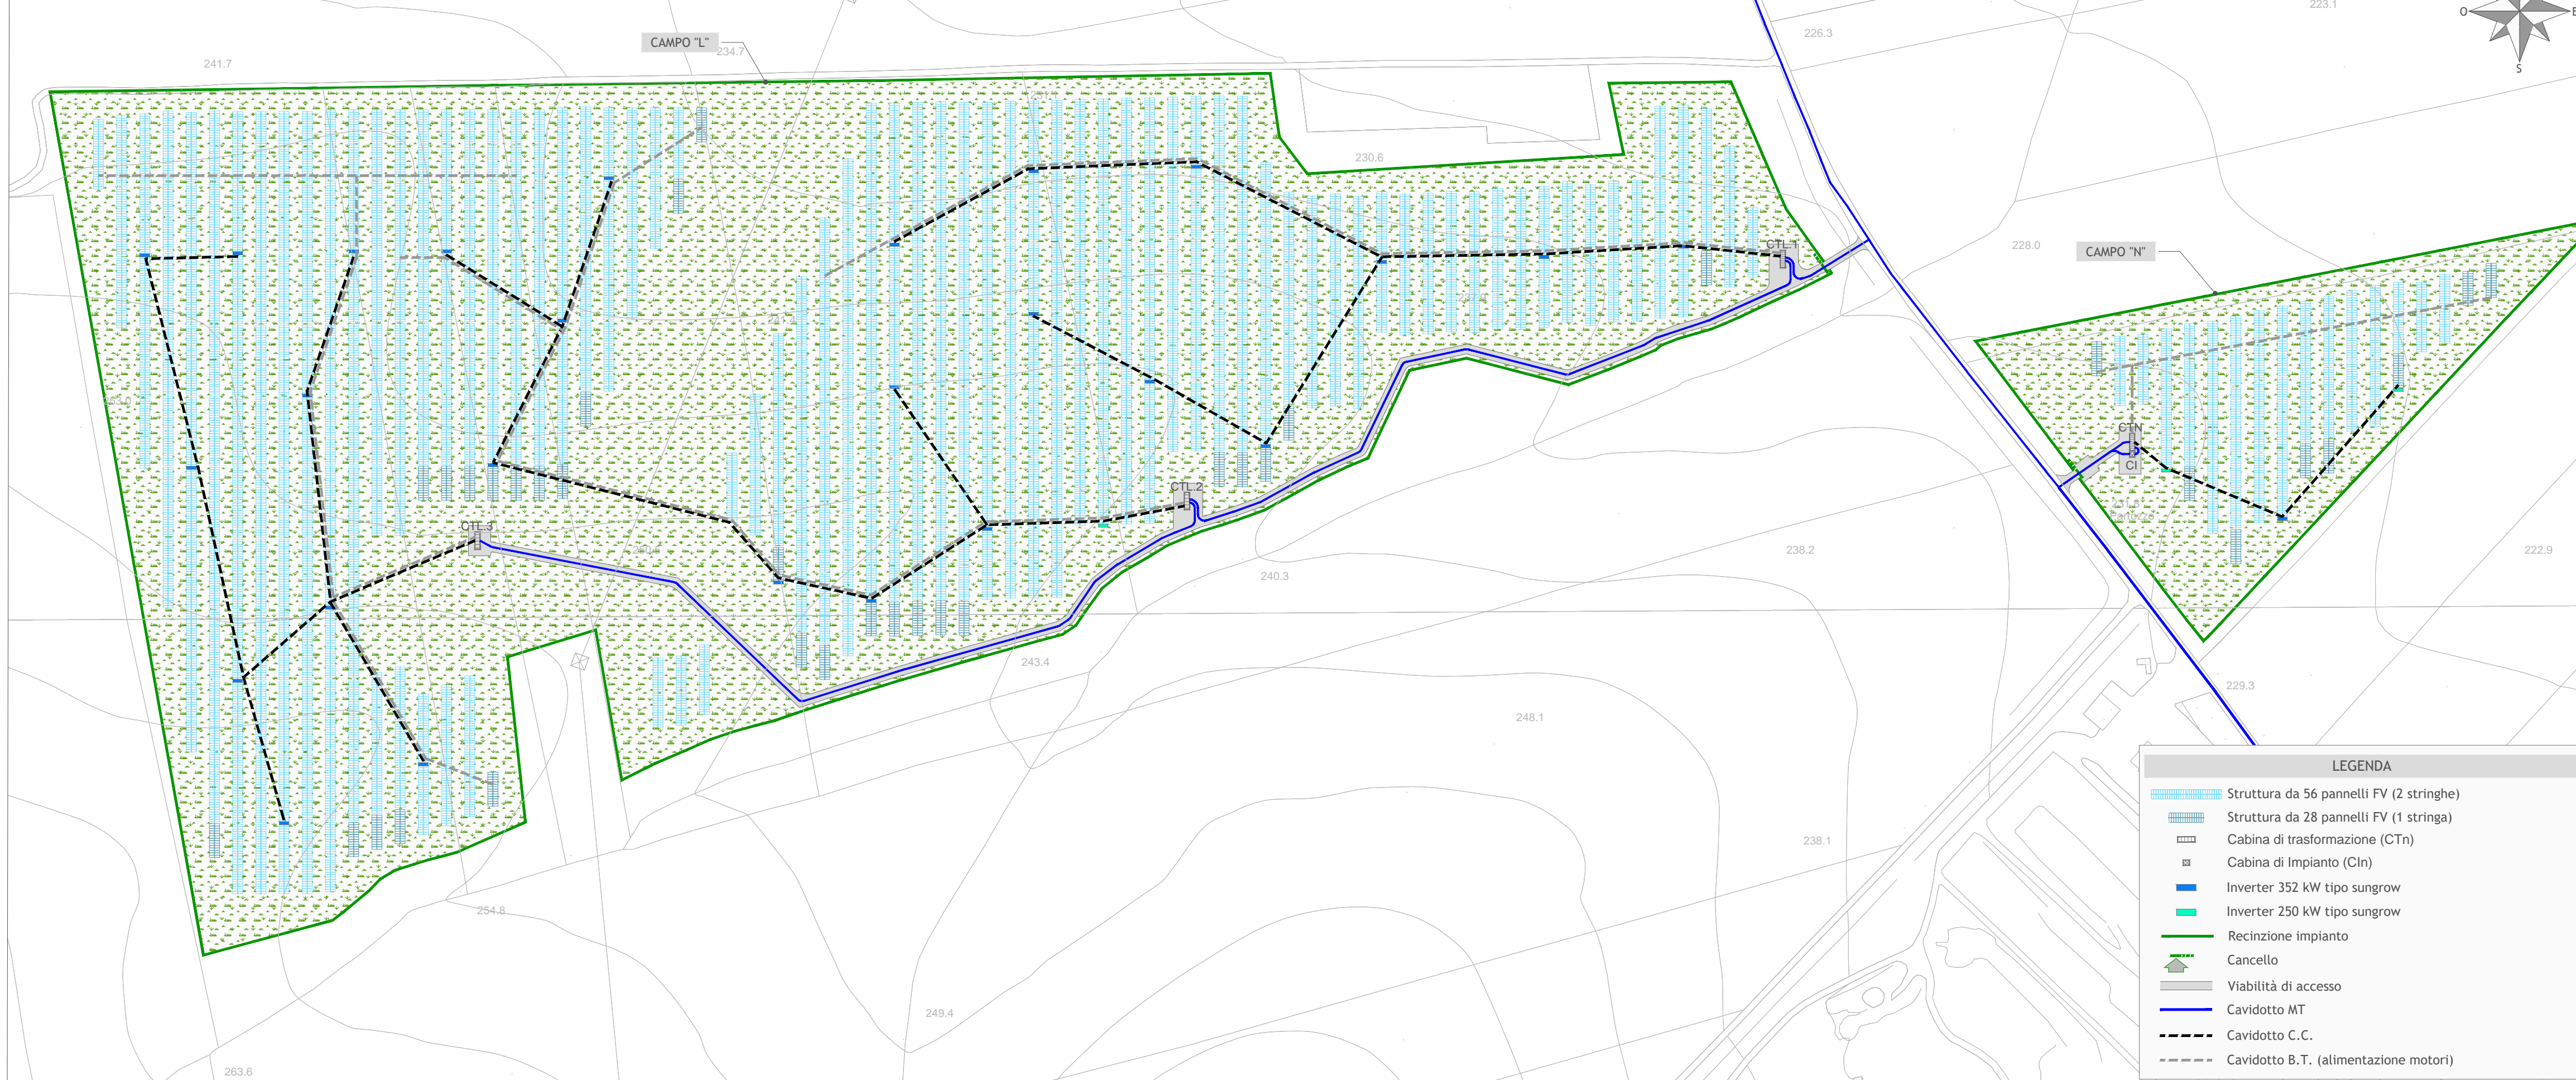 223.1
O
E
S
226.3
CAMPO "L"
234.7
241.7
230.6
CTL.1
228.0
CAMPO "N"
CTN
CI
CTL.2
CTL.3
238.2
222.9
240.3
243.4
229.3
248.1
238.1
254.8
249.4
263.6
LEGENDA
Struttura da 56 pannelli FV (2 stringhe)
Struttura da 28 pannelli FV (1 stringa)
Cabina di trasformazione (CTn)
Cabina di Impianto (CIn)
Inverter 352 kW tipo sungrow
Inverter 250 kW tipo sungrow
Recinzione impianto
Cancello
Viabilità di accesso
Cavidotto MT
Cavidotto C.C.
Cavidotto B.T. (alimentazione motori)